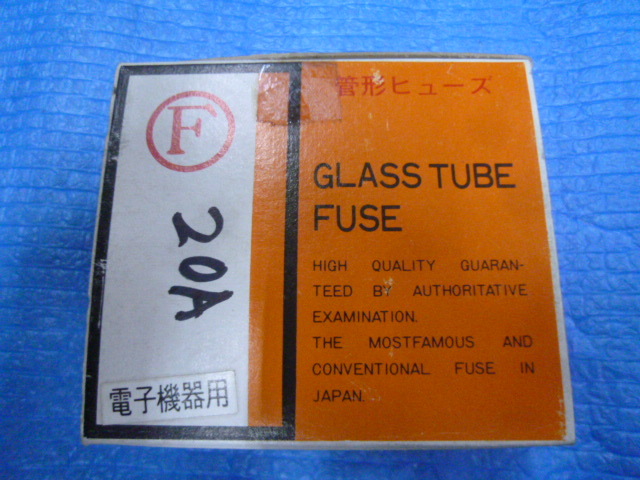 F
20A
電子機器用
管形ヒューズ
GLASS TUBE
FUSE
HIGH QUALITY GUARAN-
TEED BY AUTHORITATIVE
EXAMINATION.
THE MOSTFAMOUS AND
CONVENTIONAL FUSE IN
JAPAN.